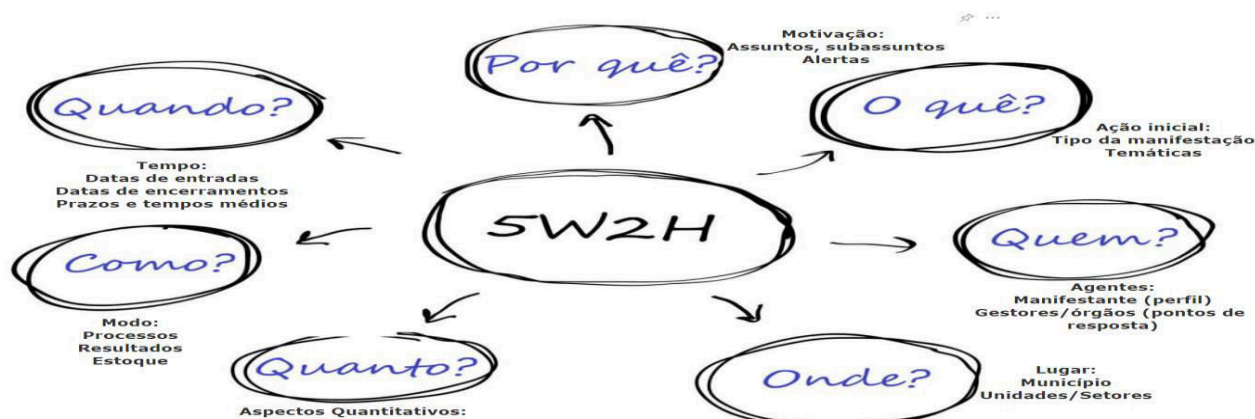 Por quê?
Motivação:
Assuntos, subassuntos
Alertas
O quê?
Ação inicial:
Tipo da manifestação
Temáticas
Quando?
Tempo:
Datas de entradas
Datas de encerramentos
Prazos e tempos médios
5W2H
Quem?
Agentes:
Manifestante (perfil)
Gestores/órgãos (pontos de
resposta)
Como?
Modo:
Processos
Resultados
Estoque
Quanto?
Aspectos Quantitativos:
Onde?
Lugar:
Município
Unidades/Setores